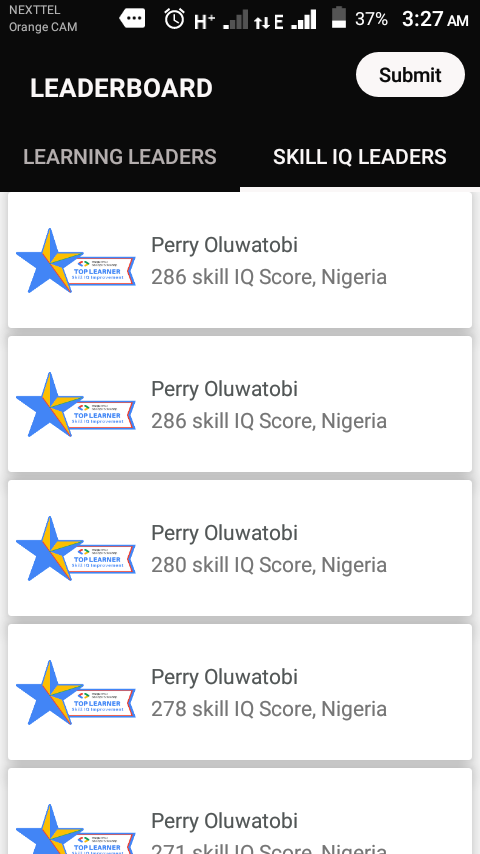 NEXTTEL
Orange CAM
H+ E 37% 3:27 AM
LEADERBOARD
Submit
LEARNING LEADERS
SKILL IQ LEADERS
Perry Oluwatobi
286 skill IQ Score, Nigeria
TOP LEARNER
Skill IQ Improvement
Perry Oluwatobi
286 skill IQ Score, Nigeria
TOP LEARNER
Skill IQ Improvement
Perry Oluwatobi
280 skill IQ Score, Nigeria
TOP LEARNER
Skill IQ Improvement
Perry Oluwatobi
278 skill IQ Score, Nigeria
TOP LEARNER
Skill IQ Improvement
Perry Oluwatobi
271 skill IQ Score, Nigeria
TOP LEARNER